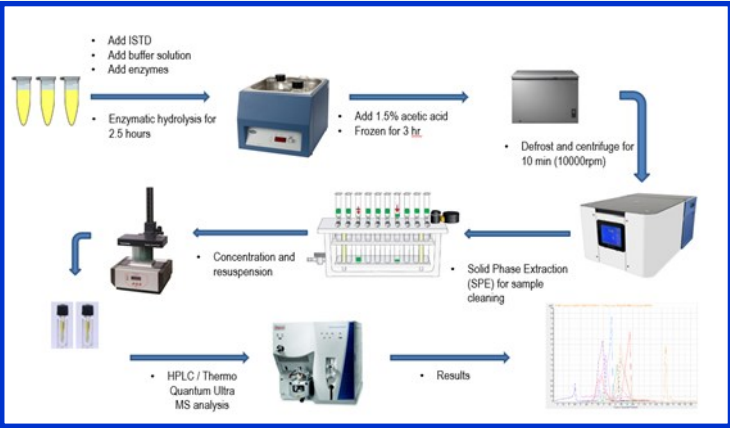 • Add ISTD
• Add buffer solution
• Add enzymes
• Enzymatic hydrolysis for
2.5 hours
• Add 1.5% acetic acid
• Frozen for 3 hr
• Defrost and centrifuge for
10 min (10000rpm)
• Concentration and
resuspension
• Solid Phase Extraction
(SPE) for sample
cleaning
• HPLC / Thermo
Quantum Ultra
MS analysis
• Results